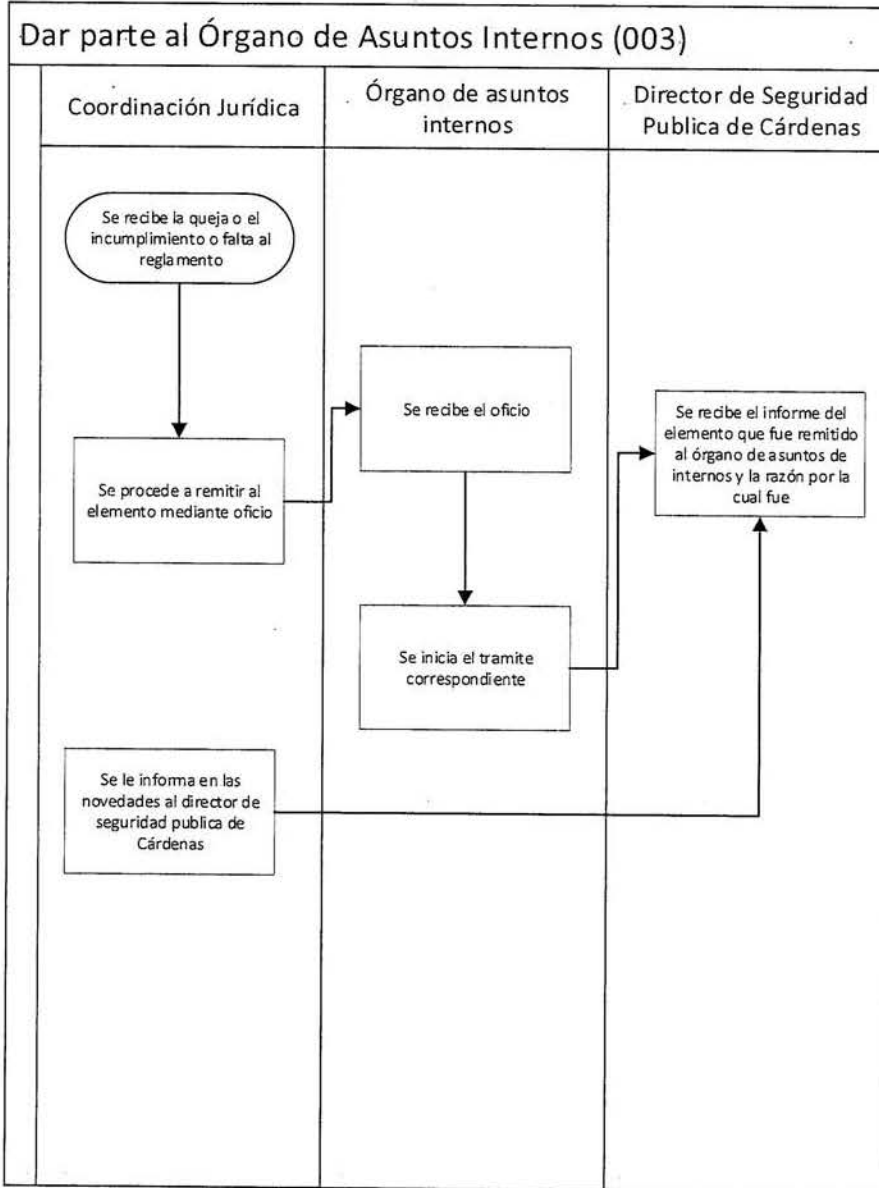 Dar parte al Órgano de Asuntos Internos (003)
Coordinación Jurídica
Órgano de asuntos
internos
Director de Seguridad
Publica de Cárdenas
Se recibe la queja o el
incumplimiento o falta al
reglamento
Se procede a remitir al
elemento mediante oficio
Se recibe el oficio
Se inicia el tramite
correspondiente
Se recibe el informe del
elemento que fue remitido
al órgano de asuntos de
internos y la razón por la
cual fue
Se le informa en las
novedades al director de
seguridad publica de
Cárdenas